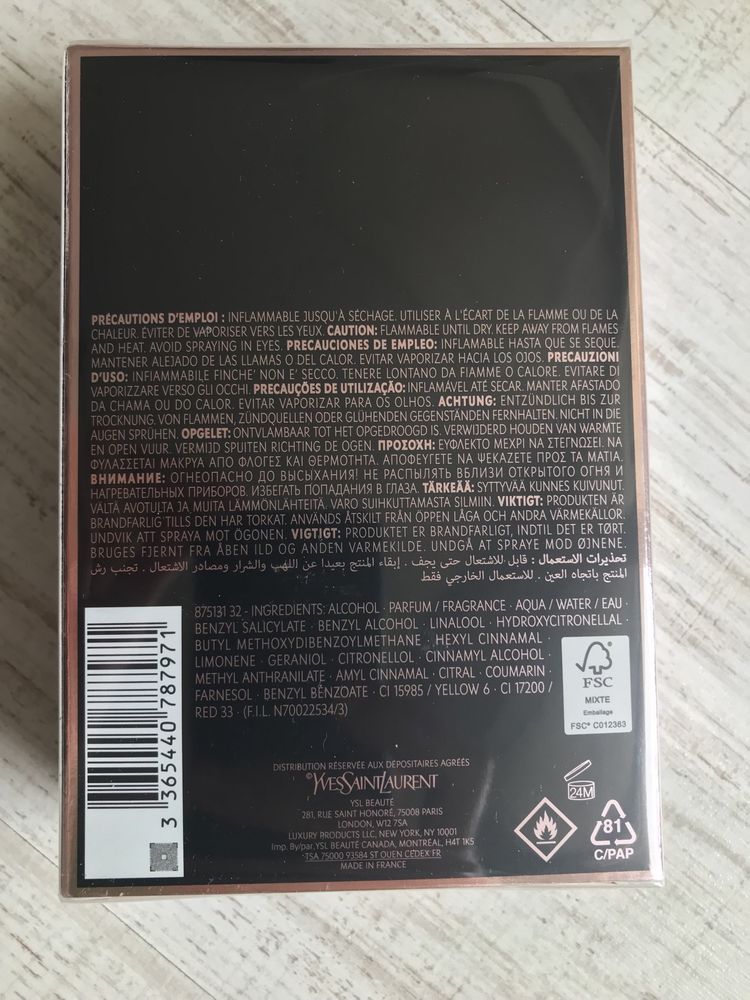 PRÉCAUTIONS D'EMPLOI : INFLAMMABLE JUSQU'À SÉCHAGE. UTILISER À L'ÉCART DE LA FLAMME OU DE LA
CHALEUR. ÉVITER DE VAPORISER VERS LES YEUX. CAUTION: FLAMMABLE UNTIL DRY. KEEP AWAY FROM FLAMES
AND HEAT. AVOID SPRAYING IN EYES. PRECAUCIONES DE EMPLEO: INFLAMABLE HASTA QUE SE SEQUE.
MANTENER ALEJADO DE LAS LLAMAS O DEL CALOR. EVITAR VAPORIZAR HACIA LOS OJOS. PRECAUZIONI
D'USO: INFIAMMABILE FINCHE' NON E' SECCO. TENERE LONTANO DA FIAMME O CALORE. EVITARE DI
VAPORIZZARE VERSO GLI OCCHI. PRECAUÇÕES DE UTILIZAÇÃO: INFLAMÁVEL ATÉ SECAR. MANTER AFASTADO
DA CHAMA OU DO CALOR. EVITAR VAPORIZAR PARA OS OLHOS. ACHTUNG: ENTZÜNDLICH BIS ZUR
TROCKNUNG. VON FLAMMEN, ZÜNDQUELLEN ODER GLÜHENDEN GEGENSTÄNDEN FERNHALTEN. NICHT IN DIE
AUGEN SPRÜHEN. OPGELET: ONTVLAMBAAR TOT HET OPGEDROOGD IS. VERWIJDERD HOUDEN VAN WARMTE
EN OPEN VUUR. VERMIJD SPUITEN RICHTING DE OGEN. ΠΡΟΣΟΧΗ: ΕΥΦΛΕΚΤΟ ΜΕΧΡΙ ΝΑ ΣΤΕΓΝΩΣΕΙ. ΝΑ
ΦΥΛΑΣΣΕΤΑΙ ΜΑΚΡΥΑ ΑΠΟ ΦΛΟΓΕΣ ΚΑΙ ΘΕΡΜΟΤΗΤΑ. ΑΠΟΦΕΥΓΕΤΕ ΝΑ ΨΕΚΑΖΕΤΕ ΠΡΟΣ ΤΑ ΜΑΤΙΑ.
ВНИМАНИЕ: ОГНЕОПАСНО ДО ВЫСЫХАНИЯ! НЕ РАСПЫЛЯТЬ ВБЛИЗИ ОТКРЫТОГО ОГНЯ И
НАГРЕВАТЕЛЬНЫХ ПРИБОРОВ. ИЗБЕГАТЬ ПОПАДАНИЯ В ГЛАЗА. TÄRKEÄÄ: SYTTYVÄÄ KUNNES KUIVUNUT.
VÄLTÄ AVOTULTA JA MUITA LÄMMÖNLÄHTEITÄ. VARO SUIHKUTTAMASTA SILMIIN. VIKTIGT: PRODUKTEN ÄR
BRANDFARLIG TILLS DEN HAR TORKAT. ANVÄNDS ÅTSKILT FRÅN ÖPPEN LÅGA OCH ANDRA VÄRMEKÄLLOR.
UNDVIK ATT SPRAYA MOT ÖGONEN. VIGTIGT: PRODUKTET ER BRANDFARLIGT, INDTIL DET ER TØRT.
BRUGES FJERNT FRA ÅBEN ILD OG ANDEN VARMEKILDE. UNDGÅ AT SPRAYE MOD ØJNENE.
تحذيرات الاستعمال : قابل للاشتعال حتى يجف . إبقاء المنتج بعيدا عن اللهب والشرار ومصادر الاشتعال . تجنب رش
المنتج باتجاه العين . للاستعمال الخارجي فقط
875131 32 - INGREDIENTS: ALCOHOL · PARFUM / FRAGRANCE · AQUA / WATER / EAU ·
BENZYL SALICYLATE · BENZYL ALCOHOL · LINALOOL · HYDROXYCITRONELLAL ·
BUTYL METHOXYDIBENZOYLMETHANE · HEXYL CINNAMAL ·
LIMONENE · GERANIOL · CITRONELLOL · CINNAMYL ALCOHOL ·
METHYL ANTHRANILATE · AMYL CINNAMAL · CITRAL · COUMARIN ·
FARNESOL · BENZYL BENZOATE · CI 15985 / YELLOW 6 · CI 17200 /
RED 33 · (F.I.L. N70022534/3)
3 365440 787971
FSC
MIXTE
Emballage
FSC® C012363
DISTRIBUTION RÉSERVÉE AUX DÉPOSITAIRES AGRÉÉS
©YVESSAINTLAURENT
YSL BEAUTÉ
281, RUE SAINT HONORÉ, 75008 PARIS
LONDON, W12 7SA
LUXURY PRODUCTS LLC, NEW YORK, NY 10001
Imp. By/par.YSL BEAUTÉ CANADA, MONTRÉAL, H4T 1K5
TSA 75000 93584 ST OUEN CEDEX FR
MADE IN FRANCE
24M
81
C/PAP